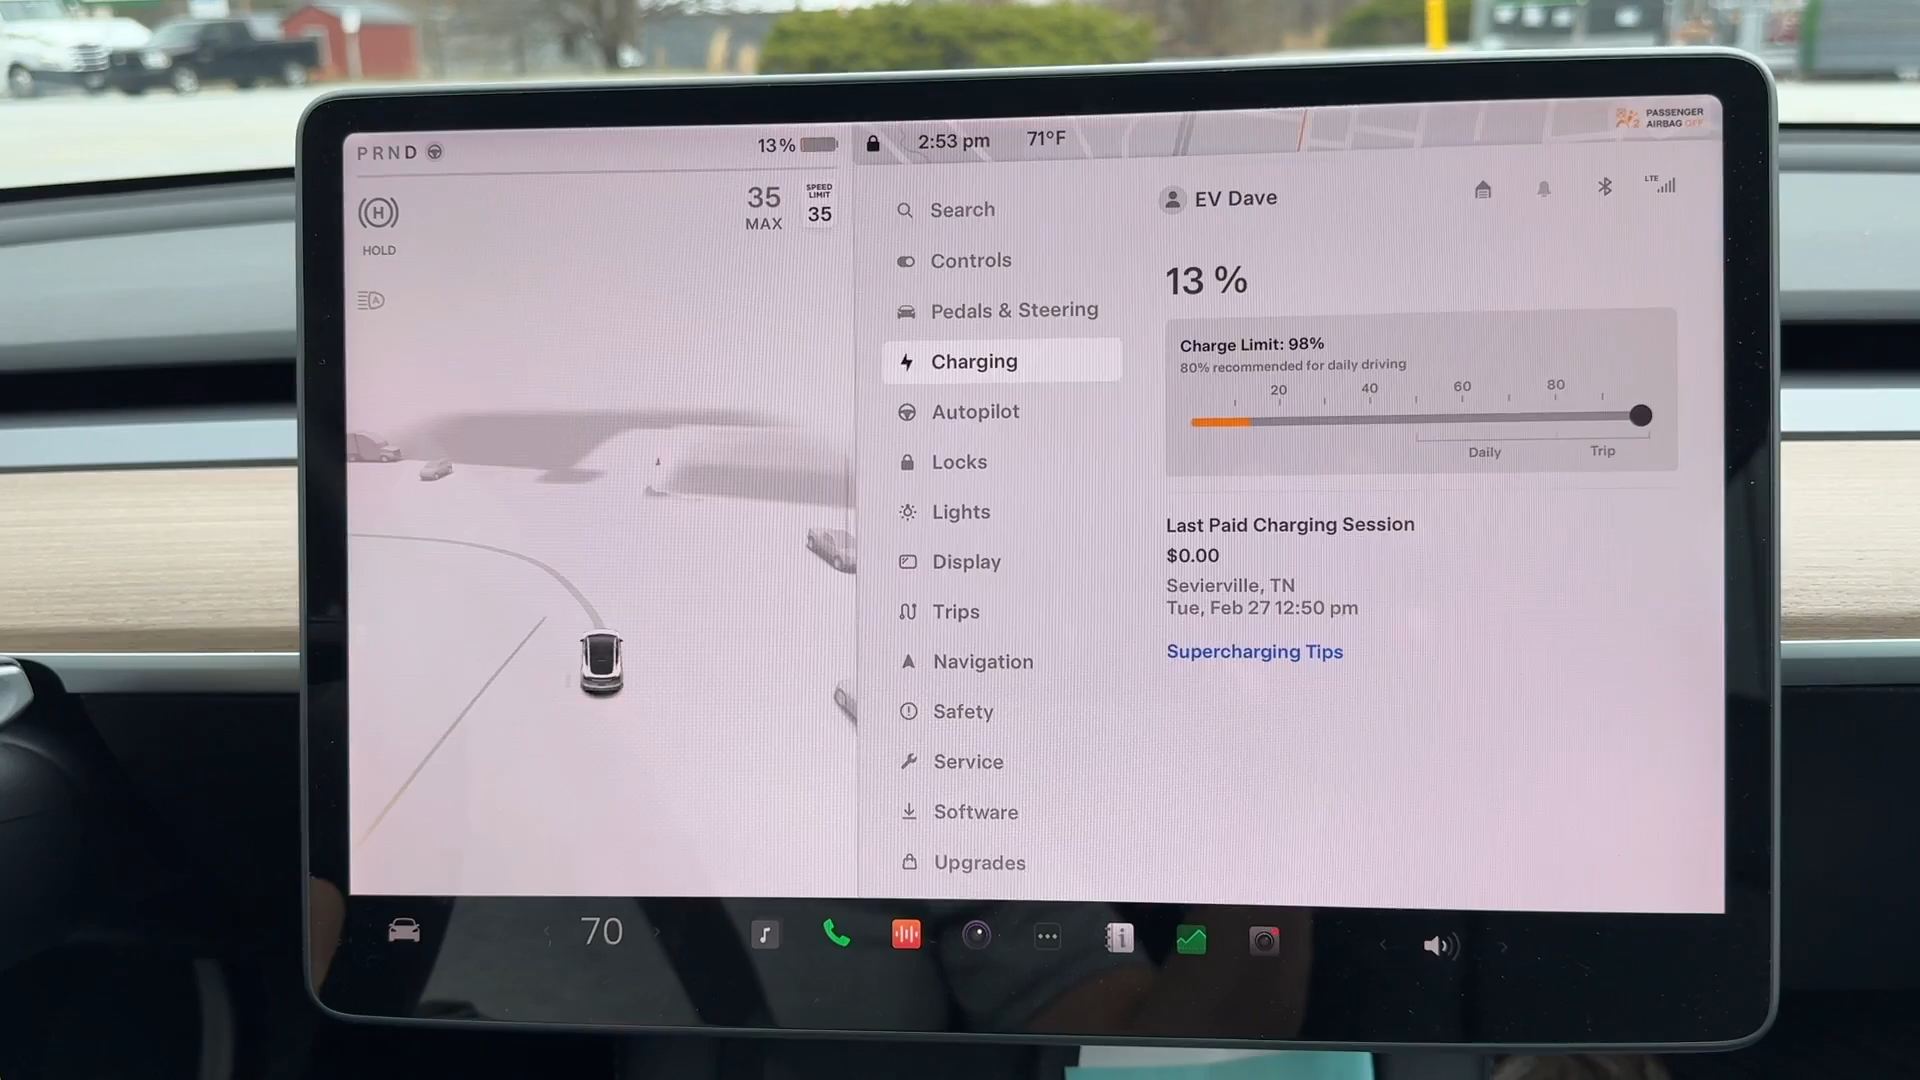 PRND
13%
2:53 pm
71°F
PASSENGER
AIRBAG OFF
HOLD
35
MAX
SPEED
LIMIT
35
Search
Controls
Pedals & Steering
Charging
Autopilot
Locks
Lights
Display
Trips
Navigation
Safety
Service
Software
Upgrades
EV Dave
LTE
13 %
Charge Limit: 98%
80% recommended for daily driving
20 40 60 80
Daily Trip
Last Paid Charging Session
$0.00
Sevierville, TN
Tue, Feb 27 12:50 pm
Supercharging Tips
70